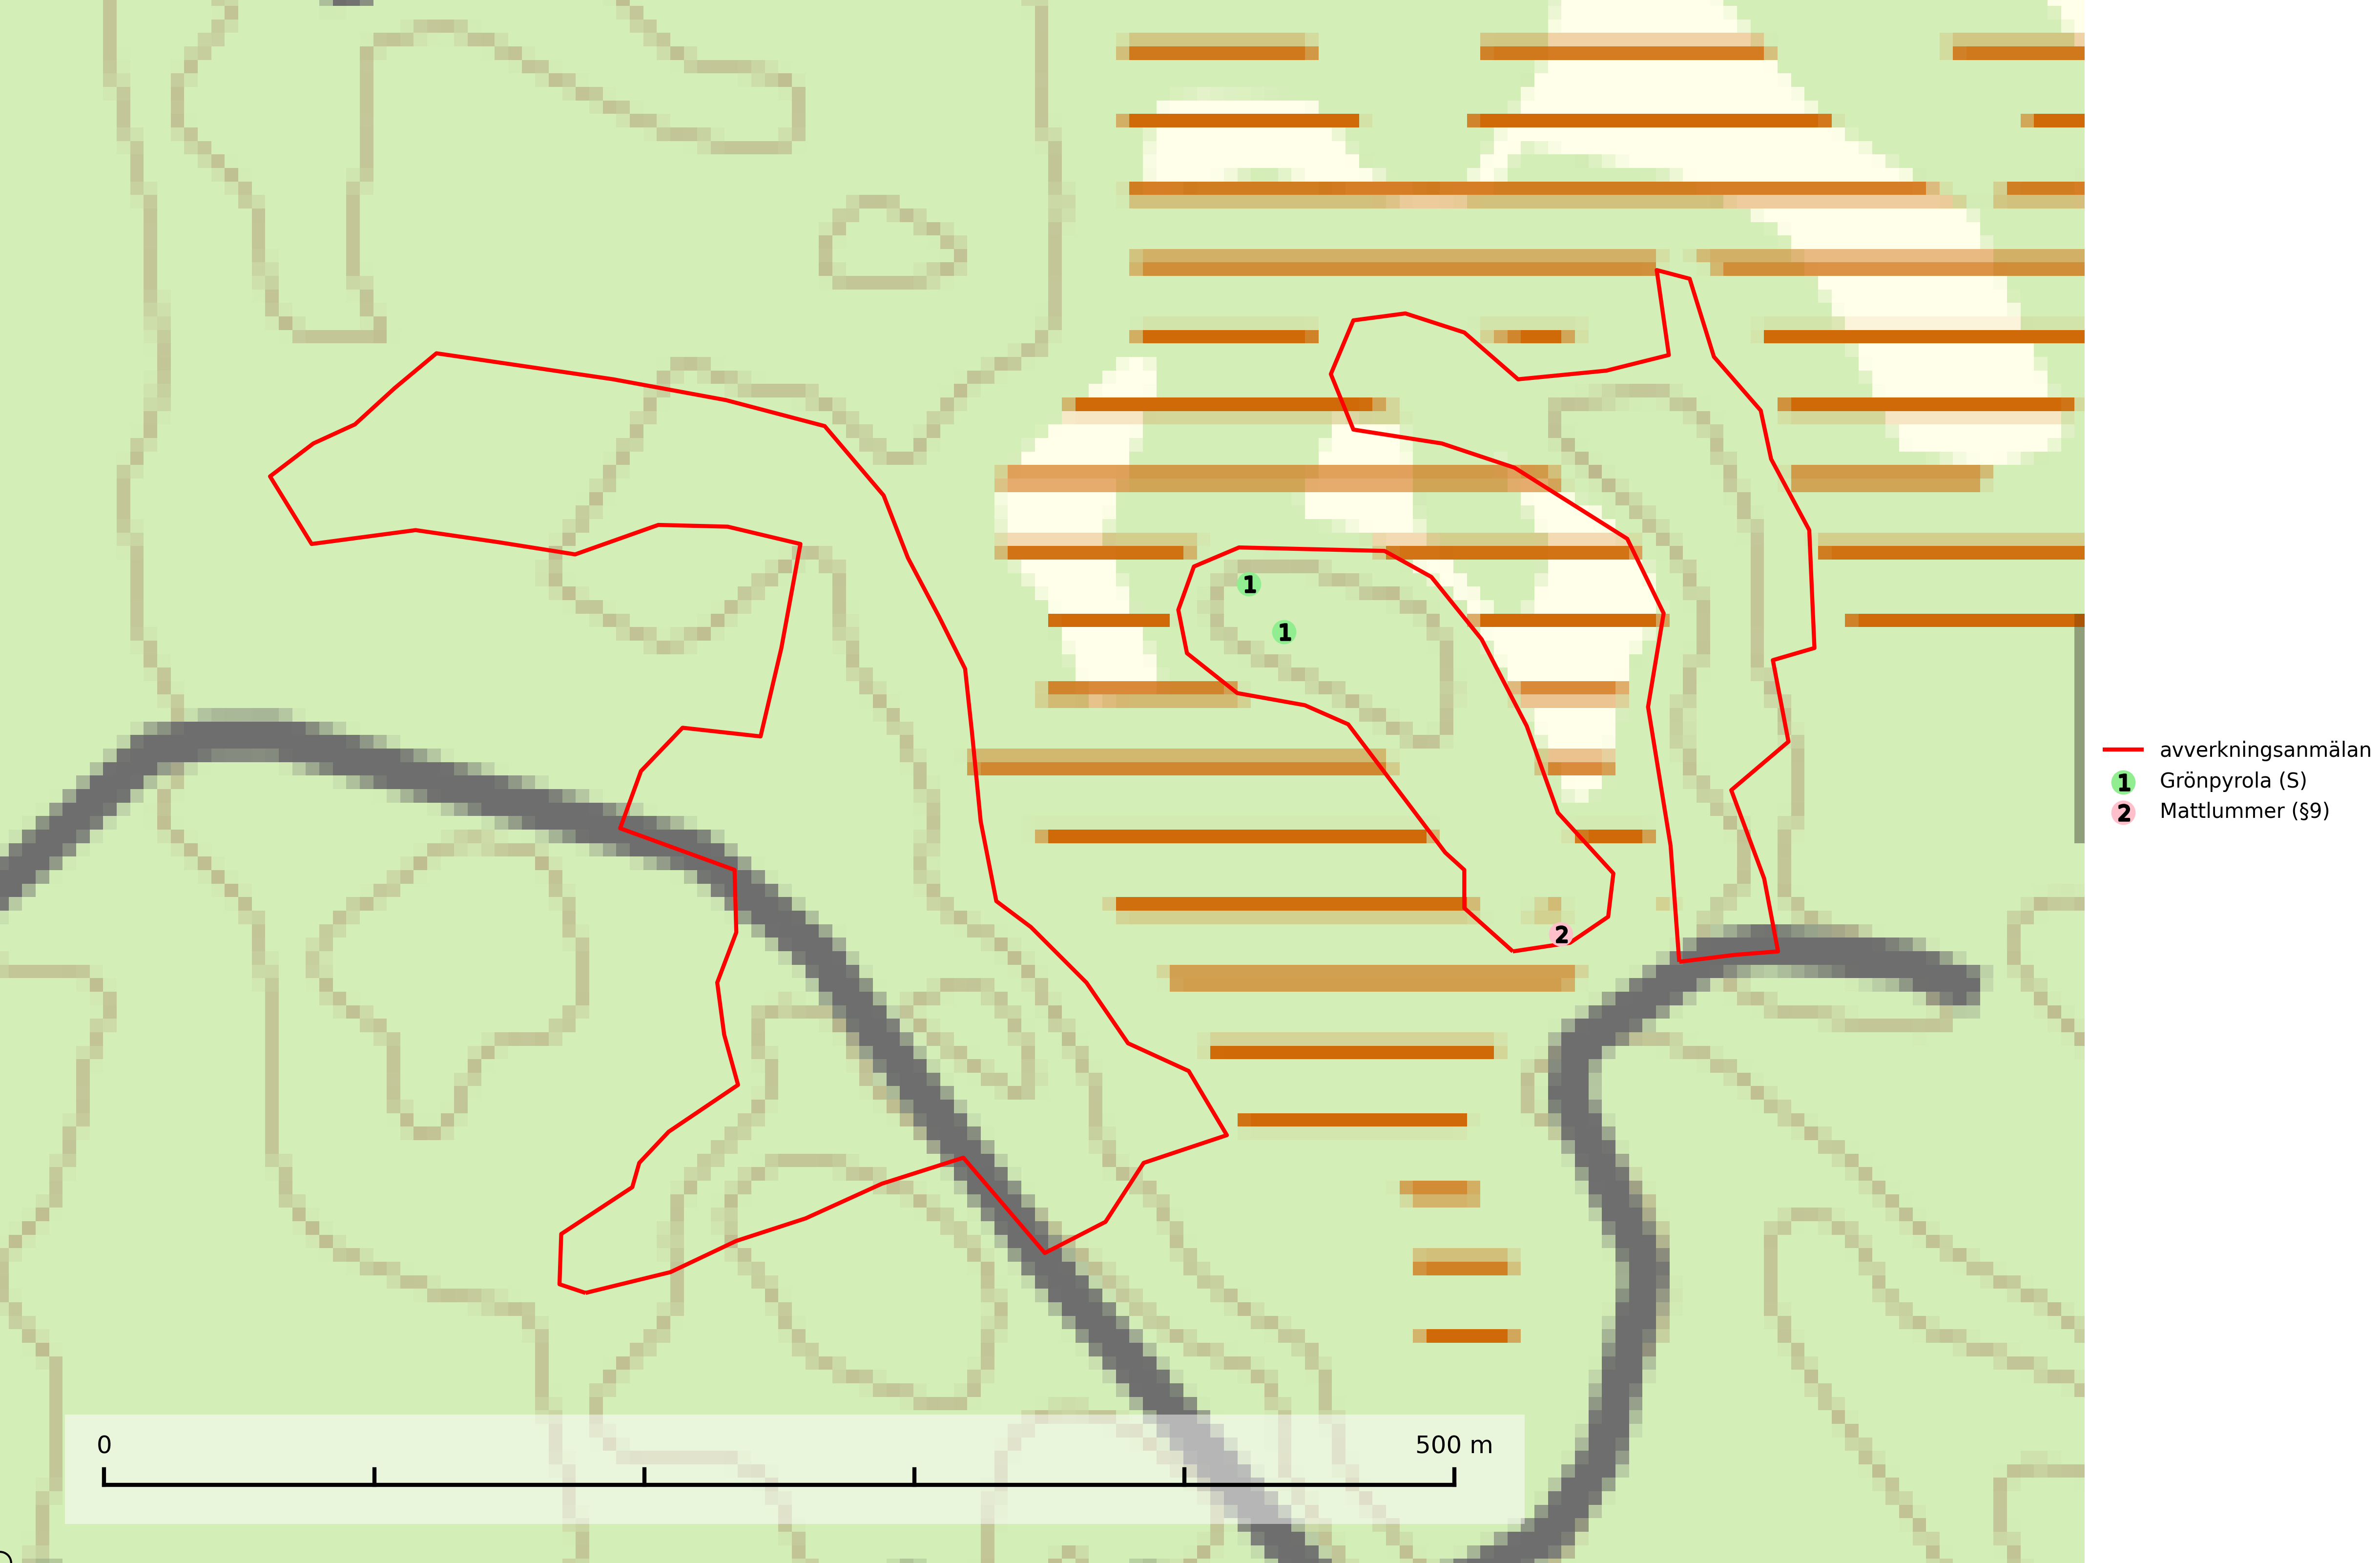 1
1
2
avverkningsanmälan
1 Grönpyrola (S)
2 Mattlummer (§9)
0 500 m